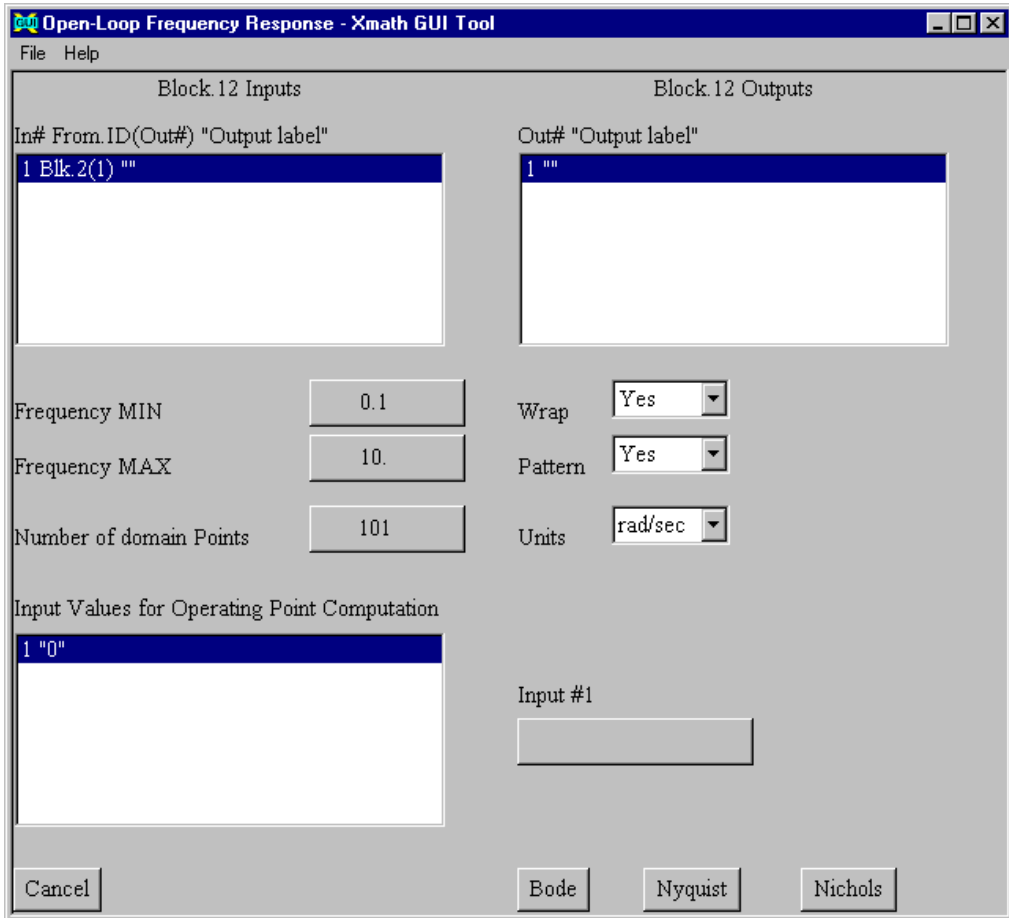 GUI Open-Loop Frequency Response - Xmath GUI Tool
File Help
Block.12 Inputs
Block.12 Outputs
In# From.ID(Out#) "Output label"
Out# "Output label"
1 Blk.2(1) ""
1 ""
Frequency MIN 0.1
Wrap Yes
Frequency MAX 10.
Pattern Yes
Number of domain Points 101
Units rad/sec
Input Values for Operating Point Computation
1 "0"
Input #1
Cancel
Bode
Nyquist
Nichols